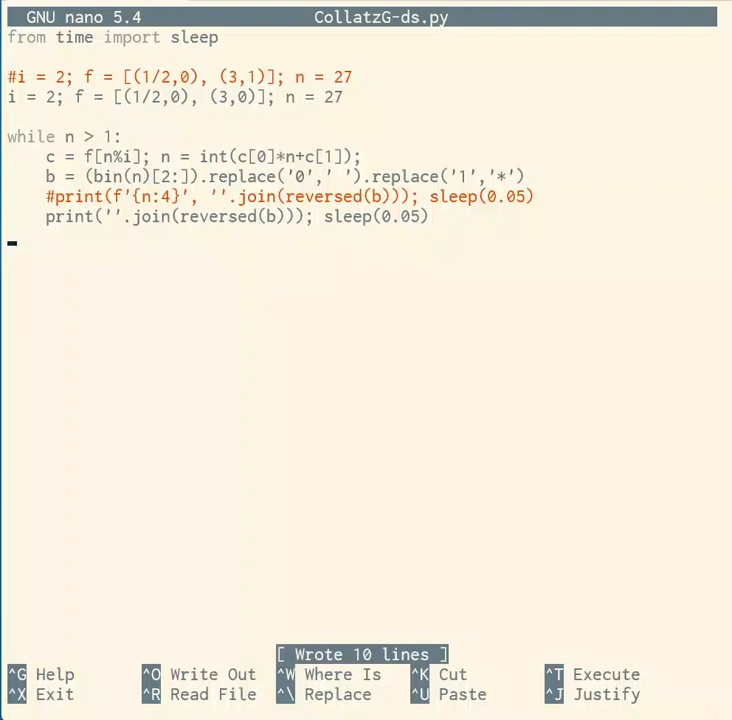 GNU nano 5.4 CollatzG-ds.py
from time import sleep
#i = 2; f = [(1/2,0), (3,1)]; n = 27
i = 2; f = [(1/2,0), (3,0)]; n = 27
while n > 1:
    c = f[n%i]; n = int(c[0]*n+c[1]);
    b = (bin(n)[2:]).replace('0',' ').replace('1','*')
    #print(f'{n:4}', ''.join(reversed(b))); sleep(0.05)
    print(''.join(reversed(b))); sleep(0.05)
[ Wrote 10 lines ]
^G Help ^O Write Out ^W Where Is ^K Cut ^T Execute
^X Exit ^R Read File ^\ Replace ^U Paste ^J Justify